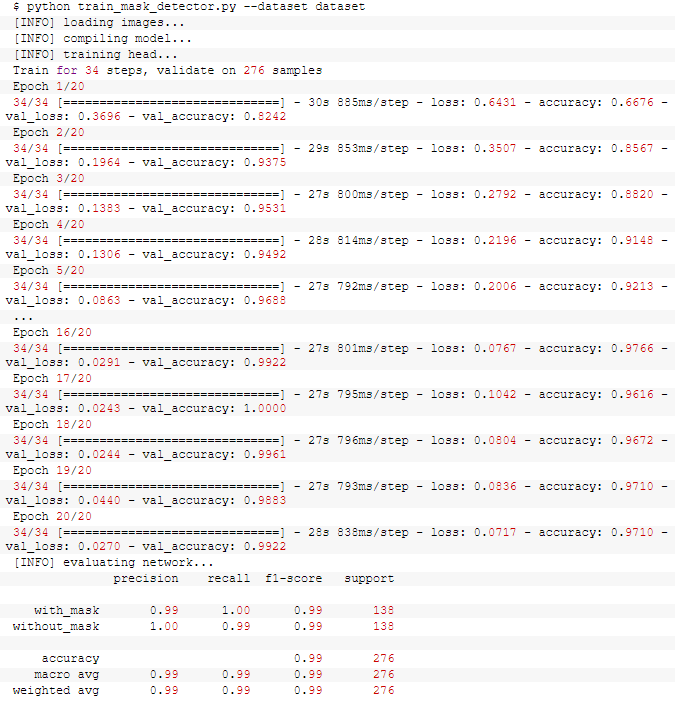 $ python train_mask_detector.py --dataset dataset
[INFO] loading images...
[INFO] compiling model...
[INFO] training head...
Train for 34 steps, validate on 276 samples
Epoch 1/20
34/34 [==============================] - 30s 885ms/step - loss: 0.6431 - accuracy: 0.6676 -
val_loss: 0.3696 - val_accuracy: 0.8242
Epoch 2/20
34/34 [==============================] - 29s 853ms/step - loss: 0.3507 - accuracy: 0.8567 -
val_loss: 0.1964 - val_accuracy: 0.9375
Epoch 3/20
34/34 [==============================] - 27s 800ms/step - loss: 0.2792 - accuracy: 0.8820 -
val_loss: 0.1383 - val_accuracy: 0.9531
Epoch 4/20
34/34 [==============================] - 28s 814ms/step - loss: 0.2196 - accuracy: 0.9148 -
val_loss: 0.1306 - val_accuracy: 0.9492
Epoch 5/20
34/34 [==============================] - 27s 792ms/step - loss: 0.2006 - accuracy: 0.9213 -
val_loss: 0.0863 - val_accuracy: 0.9688
...
Epoch 16/20
34/34 [==============================] - 27s 801ms/step - loss: 0.0767 - accuracy: 0.9766 -
val_loss: 0.0291 - val_accuracy: 0.9922
Epoch 17/20
34/34 [==============================] - 27s 795ms/step - loss: 0.1042 - accuracy: 0.9616 -
val_loss: 0.0243 - val_accuracy: 1.0000
Epoch 18/20
34/34 [==============================] - 27s 796ms/step - loss: 0.0804 - accuracy: 0.9672 -
val_loss: 0.0244 - val_accuracy: 0.9961
Epoch 19/20
34/34 [==============================] - 27s 793ms/step - loss: 0.0836 - accuracy: 0.9710 -
val_loss: 0.0440 - val_accuracy: 0.9883
Epoch 20/20
34/34 [==============================] - 28s 838ms/step - loss: 0.0717 - accuracy: 0.9710 -
val_loss: 0.0270 - val_accuracy: 0.9922
[INFO] evaluating network...
precision recall f1-score support
with_mask 0.99 1.00 0.99 138
without_mask 1.00 0.99 0.99 138
accuracy 0.99 276
macro avg 0.99 0.99 0.99 276
weighted avg 0.99 0.99 0.99 276